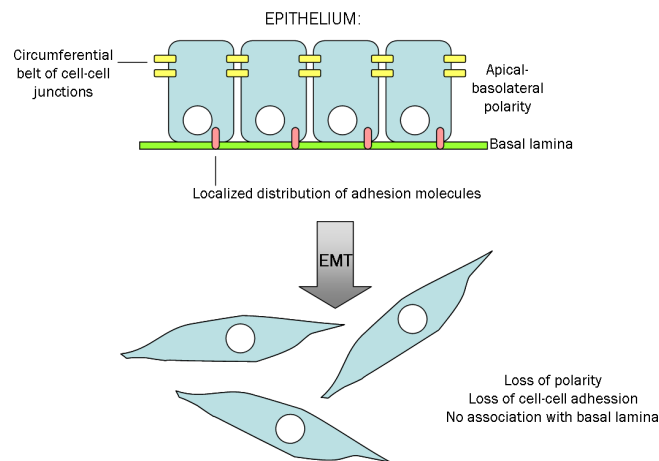 EPITHELIUM:
Circumferential
belt of cell-cell
junctions
Apical-
basolateral
polarity
Basal lamina
Localized distribution of adhesion molecules
EMT
Loss of polarity
Loss of cell-cell adhession
No association with basal lamina